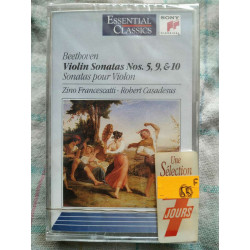 ESSENTIAL
CLASSICS
SONY
Beethoven
Violin Sonatas Nos. 5, 9, & 10
Sonatas pour Violon
Zino Francescatti · Robert Casadesus
Une
Sélection
F
JOURS